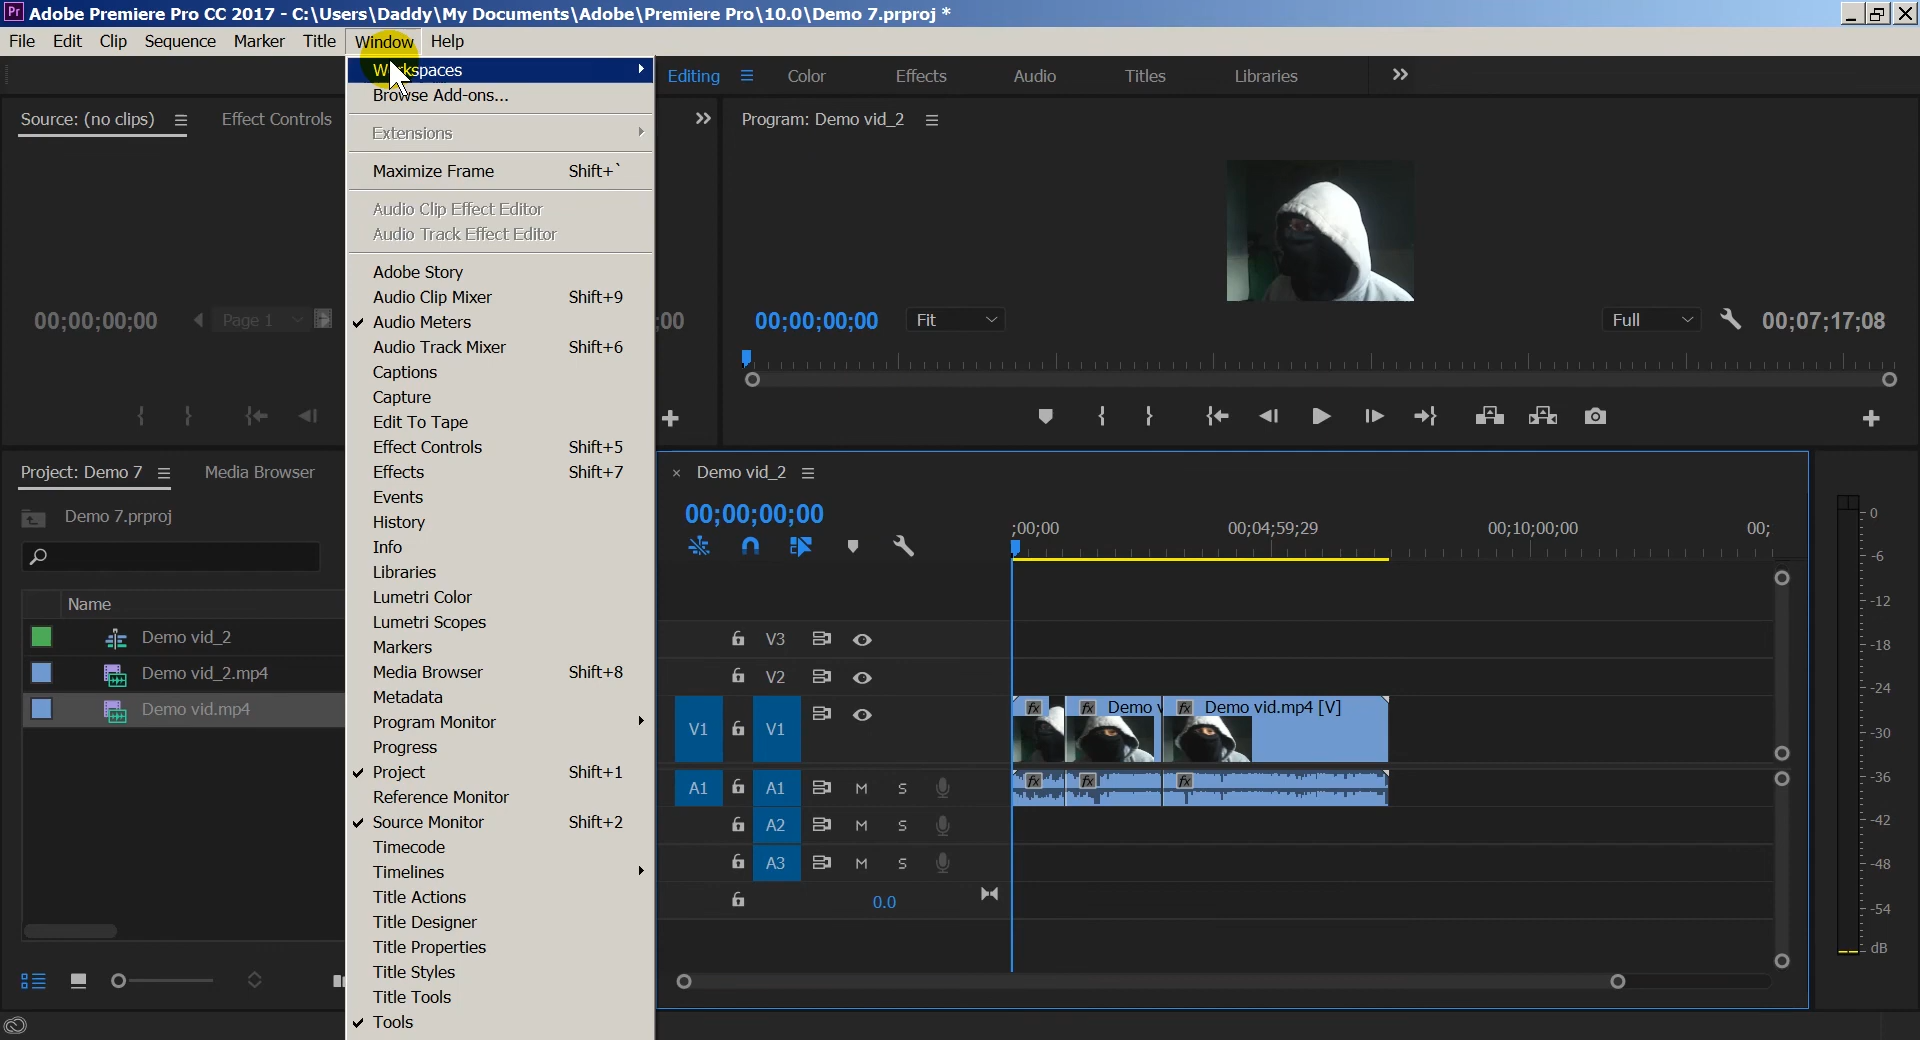 Pr Adobe Premiere Pro CC 2017 - C:\Users\Daddy\My Documents\Adobe\Premiere Pro\10.0\Demo 7.prproj *
File Edit Clip Sequence Marker Title Window Help
Workspaces
Browse Add-ons...
Extensions
Maximize Frame Shift+`
Audio Clip Effect Editor
Audio Track Effect Editor
Adobe Story
Audio Clip Mixer Shift+9
Audio Meters
Audio Track Mixer Shift+6
Captions
Capture
Edit To Tape
Effect Controls Shift+5
Effects Shift+7
Events
History
Info
Libraries
Lumetri Color
Lumetri Scopes
Markers
Media Browser Shift+8
Metadata
Program Monitor
Progress
Project Shift+1
Reference Monitor
Source Monitor Shift+2
Timecode
Timelines
Title Actions
Title Designer
Title Properties
Title Styles
Title Tools
Tools
Editing Color Effects Audio Titles Libraries
Source: (no clips) Effect Controls
00;00;00;00 Page 1 ;00
Program: Demo vid_2
00;00;00;00 Fit Full 00;07;17;08
Project: Demo 7 Media Browser
Demo 7.prproj
Name
Demo vid_2
Demo vid_2.mp4
Demo vid.mp4
× Demo vid_2
00;00;00;00
;00;00 00;04;59;29 00;10;00;00 00;
V3
V2
V1 V1
fx fx Demo v fx Demo vid.mp4 [V]
A1 A1 M S
fx fx fx
A2 M S
A3 M S
0.0
0
-6
-12
-18
-24
-30
-36
-42
-48
-54
dB